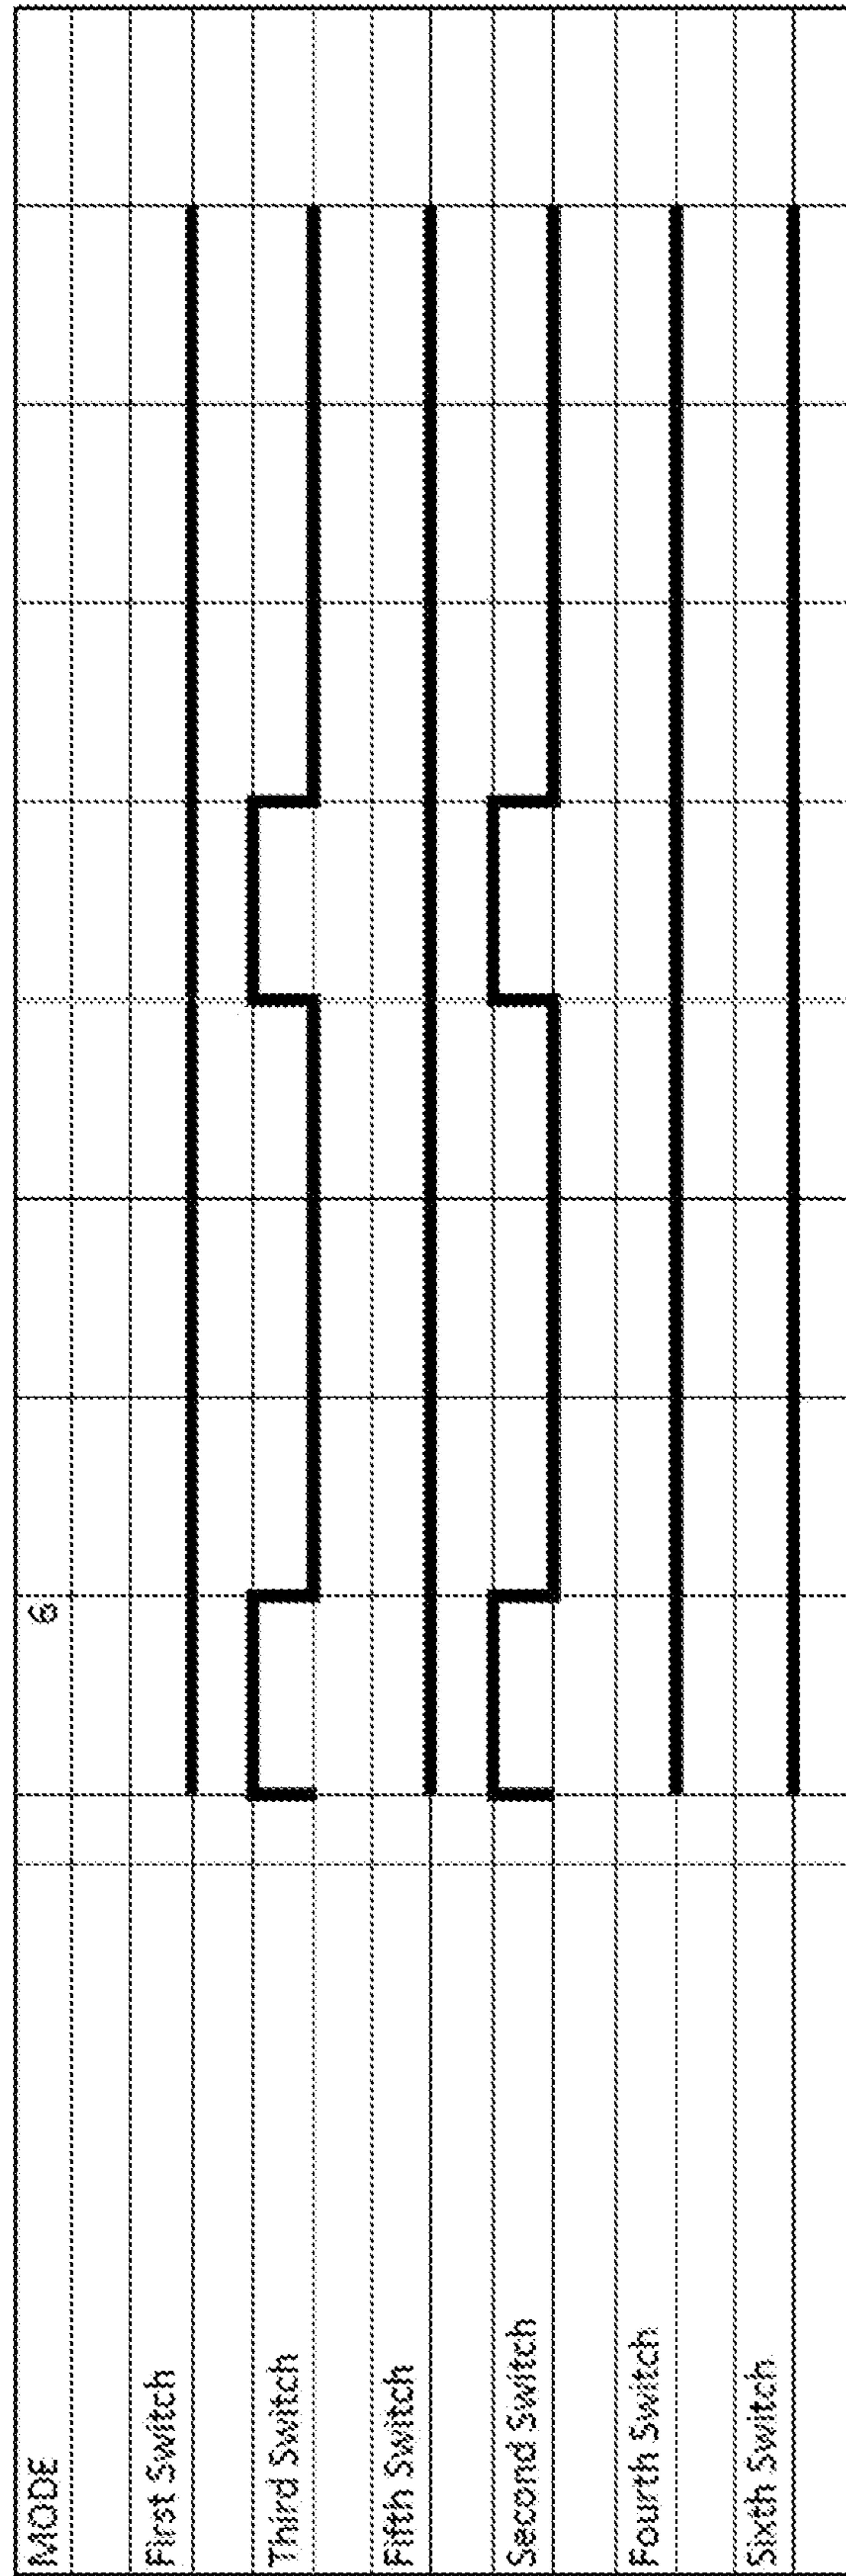 MODE 6
First Switch
Third Switch
Fifth Switch
Second Switch
Fourth Switch
Sixth Switch